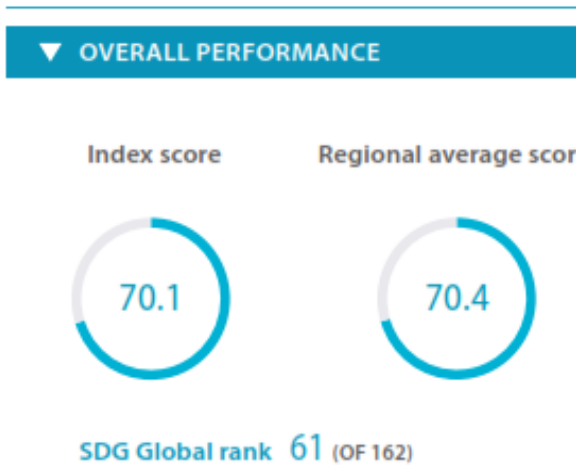 ▼ OVERALL PERFORMANCE
Index score
Regional average scor
70.1
70.4
SDG Global rank 61 (OF 162)